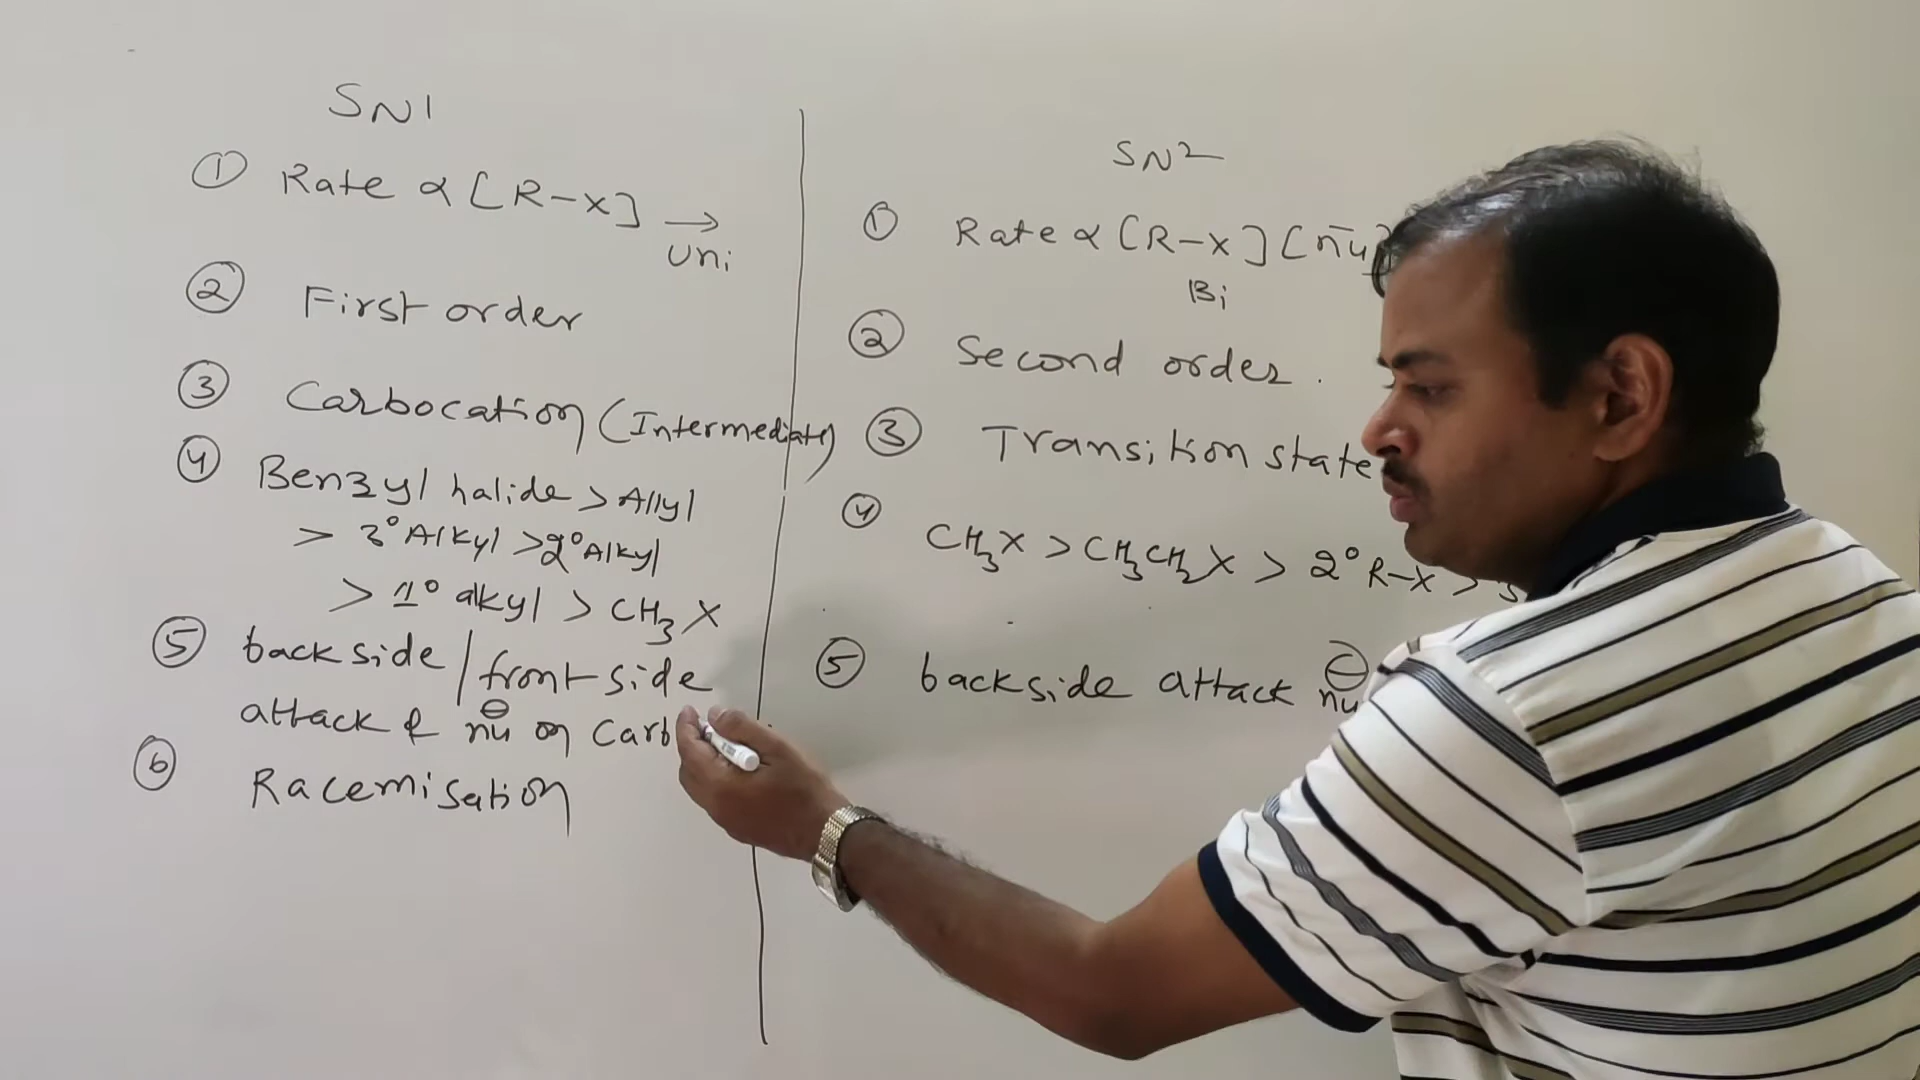 SN1
① Rate ∝ [R-X] → Uni
② First order
③ Carbocation (Intermediate)
④ Benzyl halide > Allyl
> 3° Alkyl > 2° Alkyl
> 1° alkyl > CH3X
⑤ backside / frontside
attack of nu⊖ on
⑥ Racemisation
SN2
① Rate ∝ [R-X] [nu⁻]
Bi
② Second order.
③ Transition state
④ CH3X > CH3CH2X > 2° R-X >
⑤ backside attack nu⊖